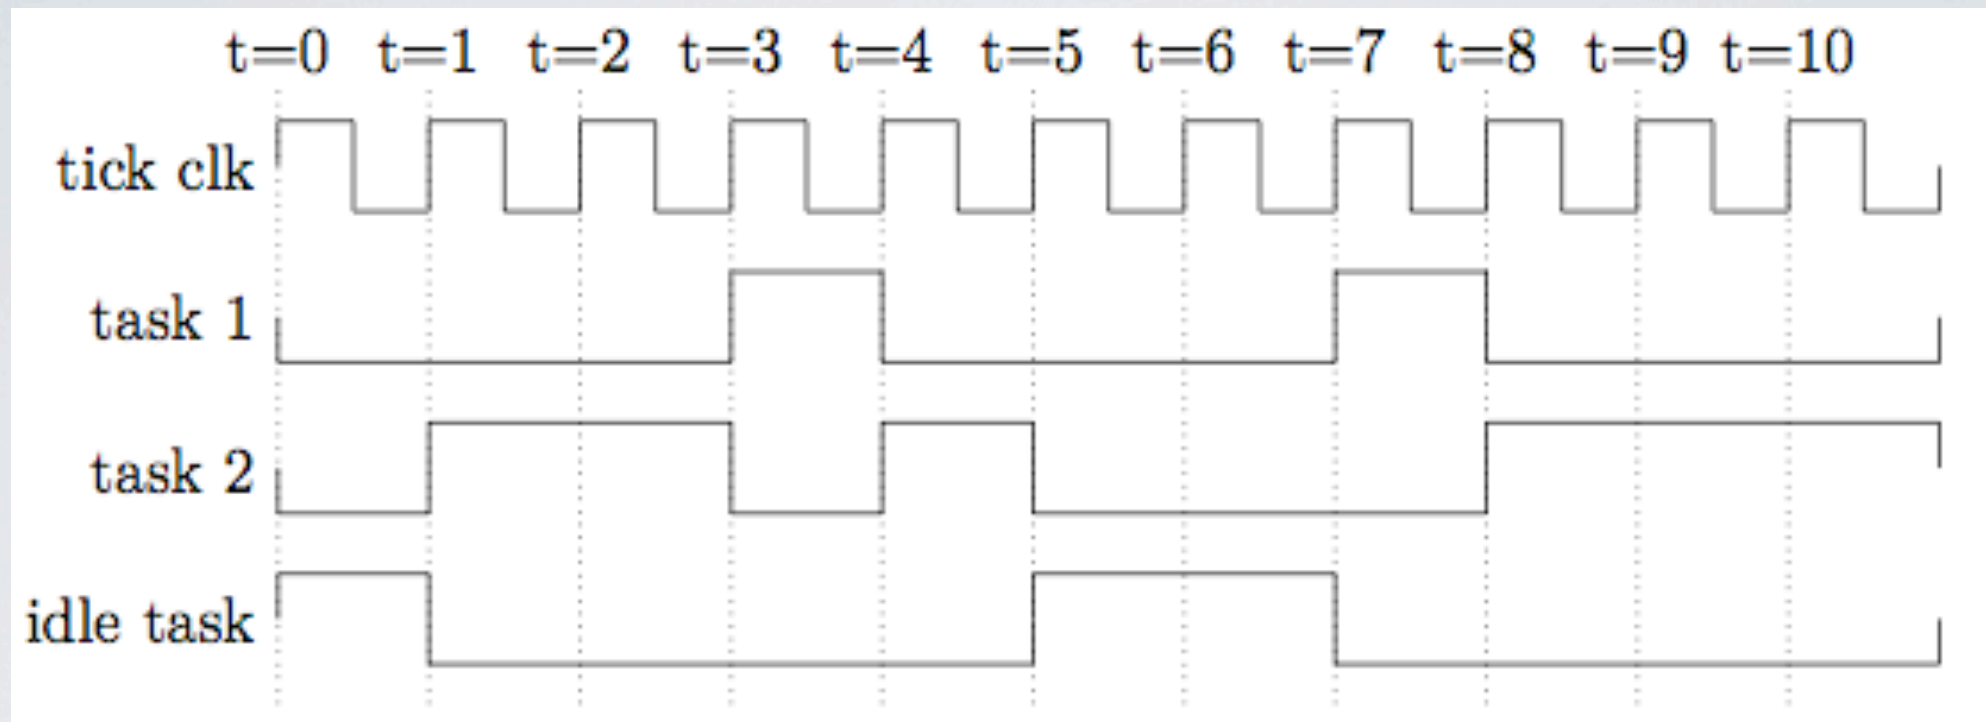 t=0 t=1 t=2 t=3 t=4 t=5 t=6 t=7 t=8 t=9 t=10
tick clk
task 1
task 2
idle task